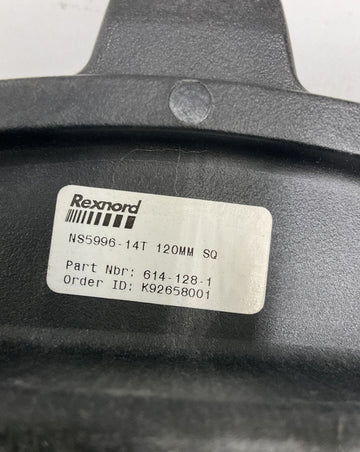 Rexnord
NS5996-14T 120MM SQ
Part Nbr: 614-128-1
Order ID: K92658001